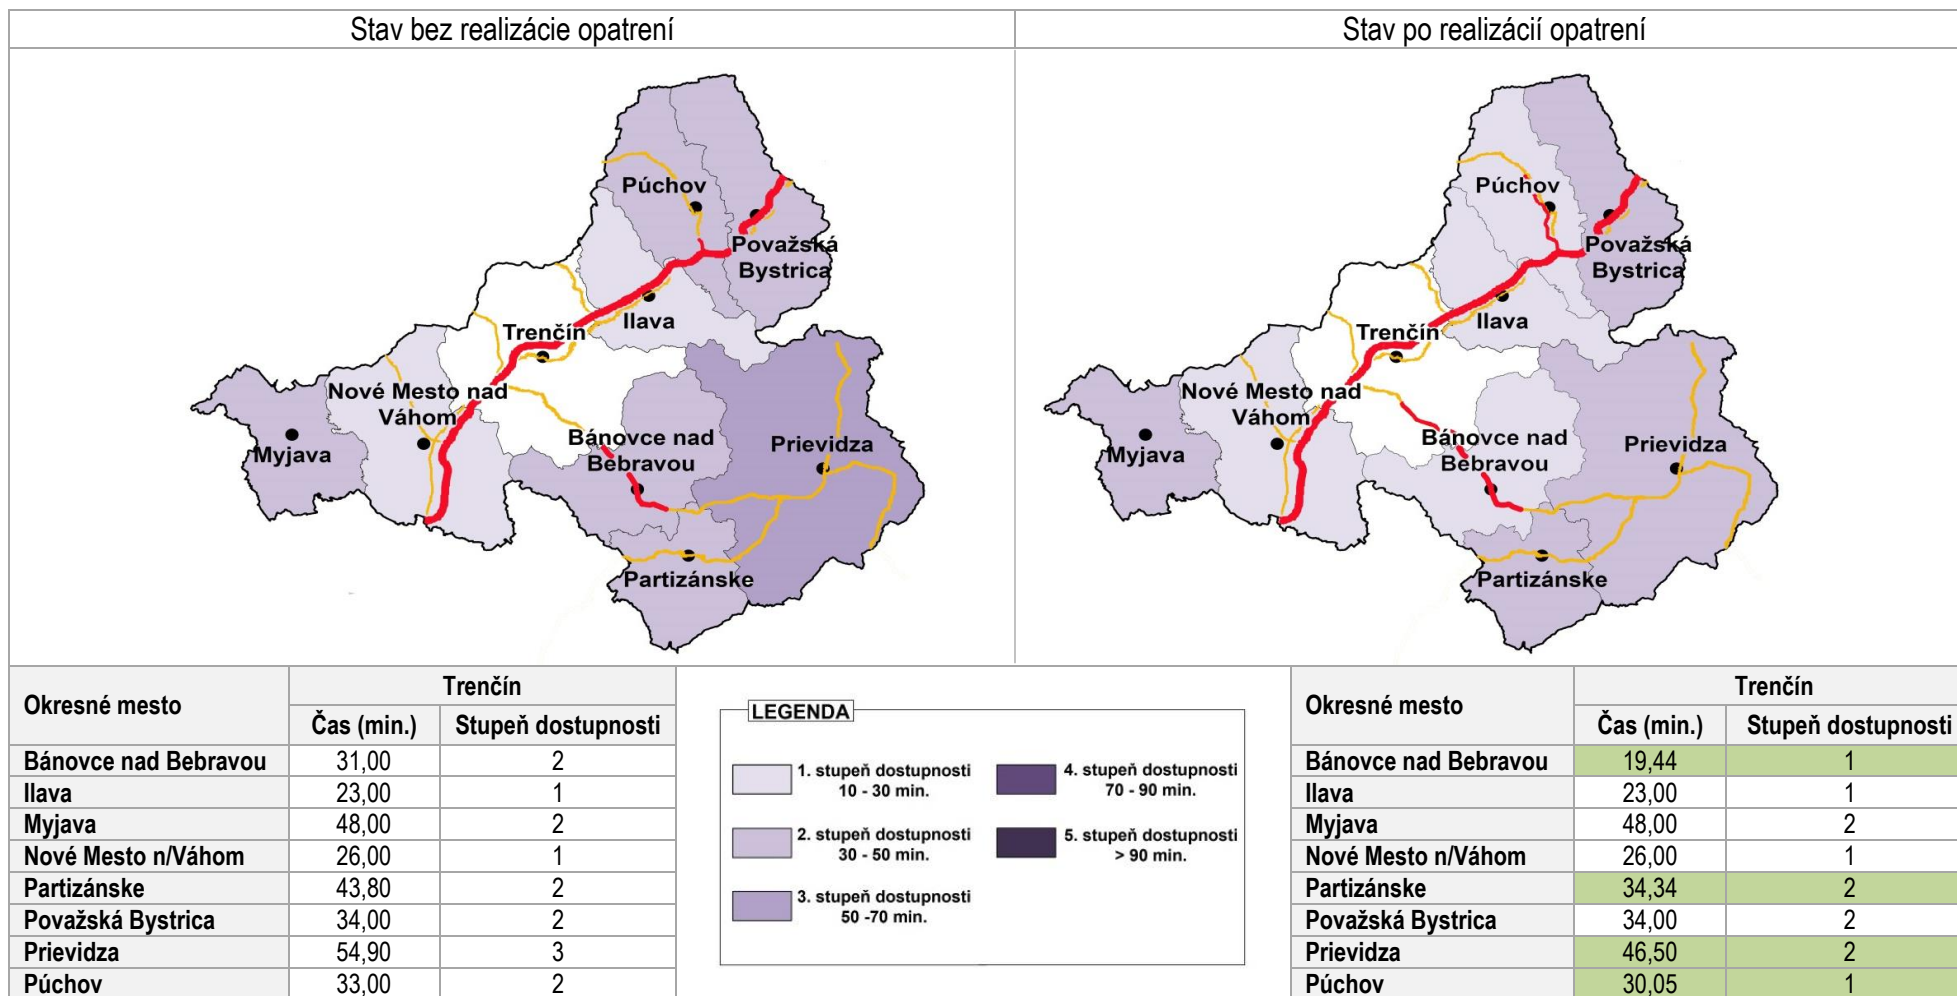 Stav bez realizácie opatrení
Stav po realizácií opatrení
Púchov
Považská
Bystrica
Ilava
Trenčín
Nové Mesto nad
Váhom
Myjava
Bánovce nad
Bebravou
Prievidza
Partizánske
Púchov
Považská
Bystrica
Ilava
Trenčín
Nové Mesto nad
Váhom
Myjava
Bánovce nad
Bebravou
Prievidza
Partizánske
Okresné mesto Trenčín
Čas (min.) Stupeň dostupnosti
Bánovce nad Bebravou 31,00 2
Ilava 23,00 1
Myjava 48,00 2
Nové Mesto n/Váhom 26,00 1
Partizánske 43,80 2
Považská Bystrica 34,00 2
Prievidza 54,90 3
Púchov 33,00 2
LEGENDA
1. stupeň dostupnosti
10 - 30 min.
2. stupeň dostupnosti
30 - 50 min.
3. stupeň dostupnosti
50 -70 min.
4. stupeň dostupnosti
70 - 90 min.
5. stupeň dostupnosti
> 90 min.
Okresné mesto Trenčín
Čas (min.) Stupeň dostupnosti
Bánovce nad Bebravou 19,44 1
Ilava 23,00 1
Myjava 48,00 2
Nové Mesto n/Váhom 26,00 1
Partizánske 34,34 2
Považská Bystrica 34,00 2
Prievidza 46,50 2
Púchov 30,05 1